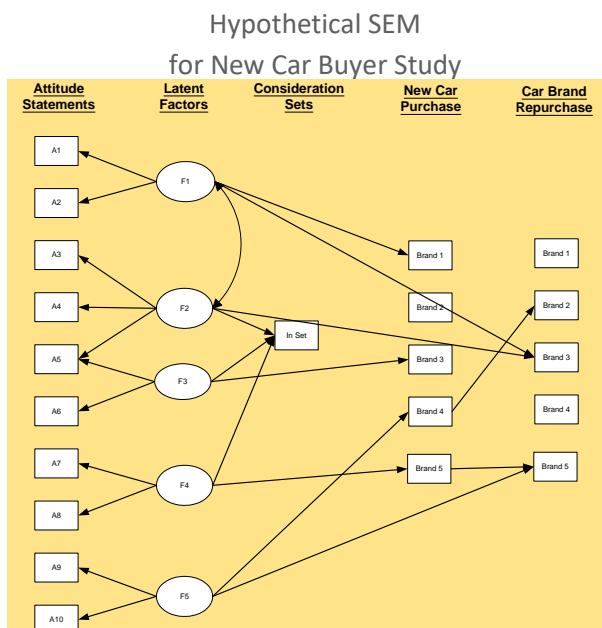 Hypothetical SEM
for New Car Buyer Study
Attitude Statements
Latent Factors
Consideration Sets
New Car Purchase
Car Brand Repurchase
A1
A2
A3
A4
A5
A6
A7
A8
A9
A10
F1
F2
F3
F4
F5
In Set
Brand 1
Brand 2
Brand 3
Brand 4
Brand 5
Brand 1
Brand 2
Brand 3
Brand 4
Brand 5